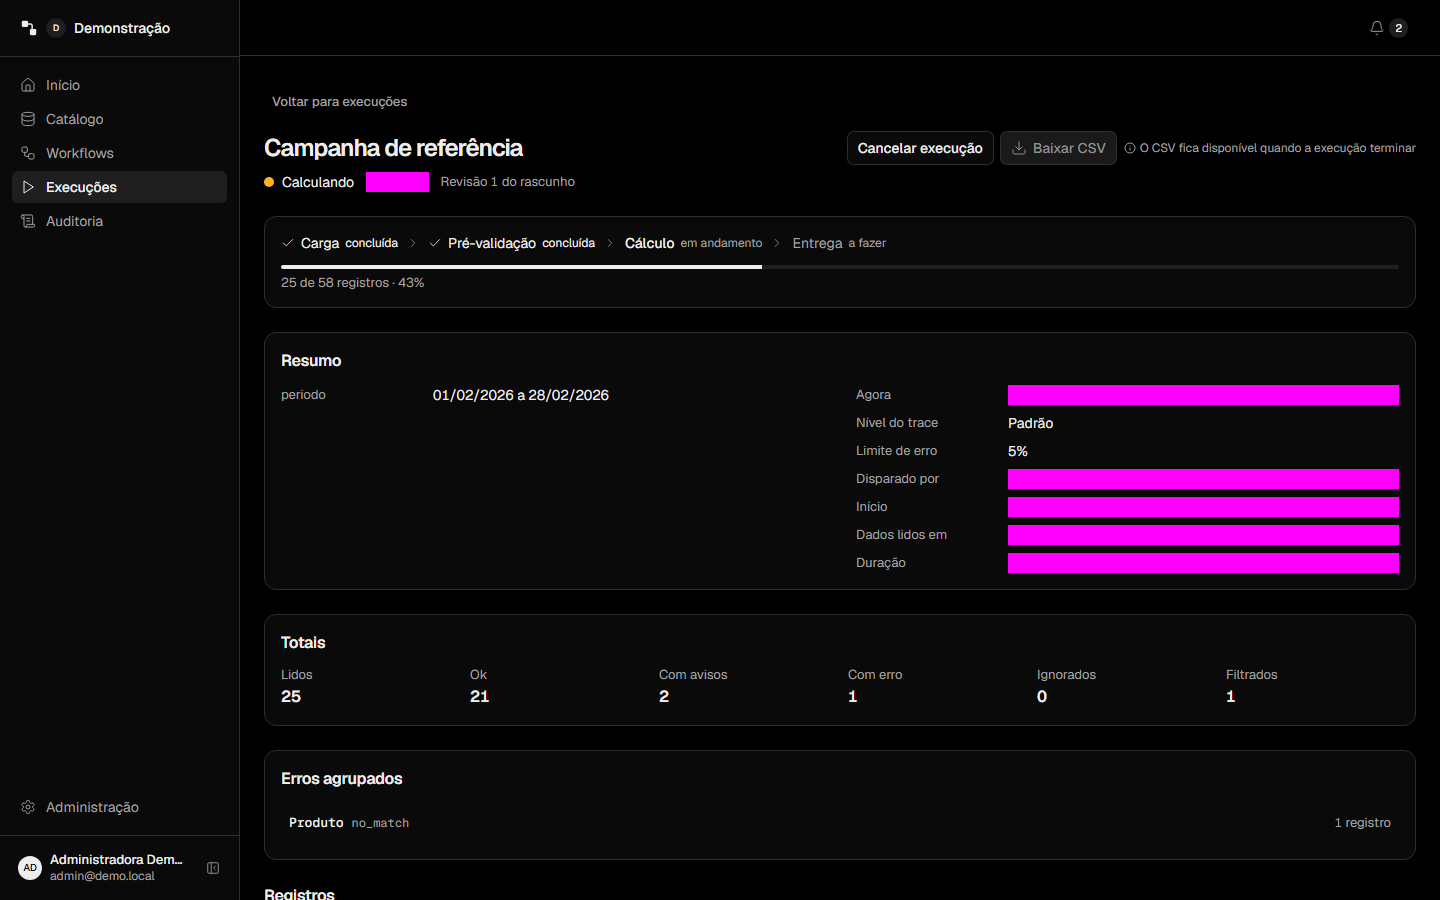 D Demonstração
2
Início
Catálogo
Workflows
Execuções
Auditoria
Administração
AD Administradora Dem...
admin@demo.local
Voltar para execuções
Campanha de referência
Cancelar execução Baixar CSV O CSV fica disponível quando a execução terminar
Calculando Revisão 1 do rascunho
Carga concluída Pré-validação concluída Cálculo em andamento Entrega a fazer
25 de 58 registros · 43%
Resumo
periodo 01/02/2026 a 28/02/2026
Agora
Nível do trace Padrão
Limite de erro 5%
Disparado por
Início
Dados lidos em
Duração
Totais
Lidos Ok Com avisos Com erro Ignorados Filtrados
25 21 2 1 0 1
Erros agrupados
Produto no_match 1 registro
Registros